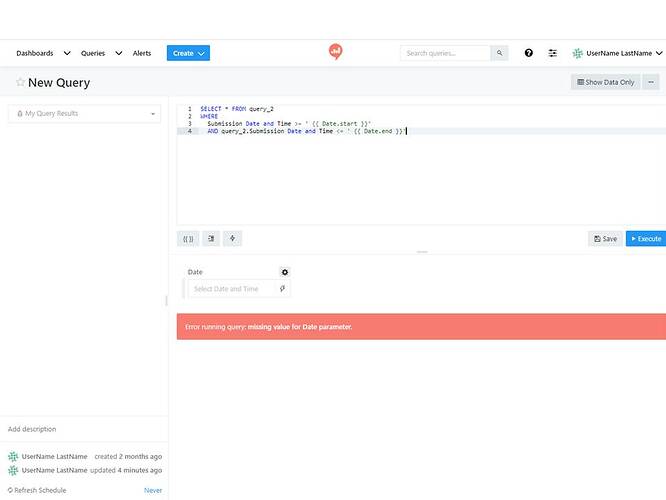 Dashboards Queries Alerts Create Search queries... UserName LastName
New Query Show Data Only
My Query Results
1 SELECT * FROM query_2
2 WHERE
3 Submission Date and Time >= ' {{ Date.start }}'
4 AND query_2.Submission Date and Time <= ' {{ Date.end }}'
{{ }} Save Execute
Date
Select Date and Time
Error running query: missing value for Date parameter.
Add description
UserName LastName created 2 months ago
UserName LastName updated 4 minutes ago
Refresh Schedule Never